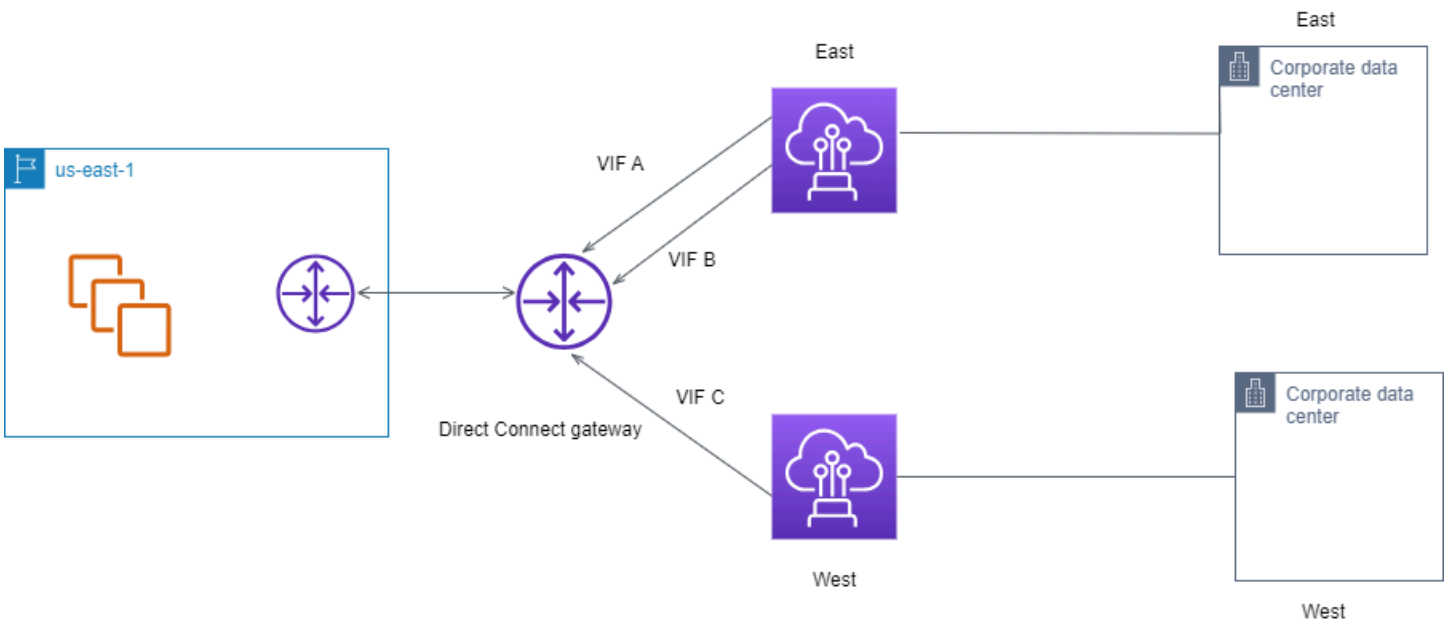 East
East
Corporate data
center
us-east-1
VIF A
VIF B
VIF C
Direct Connect gateway
Corporate data
center
West
West